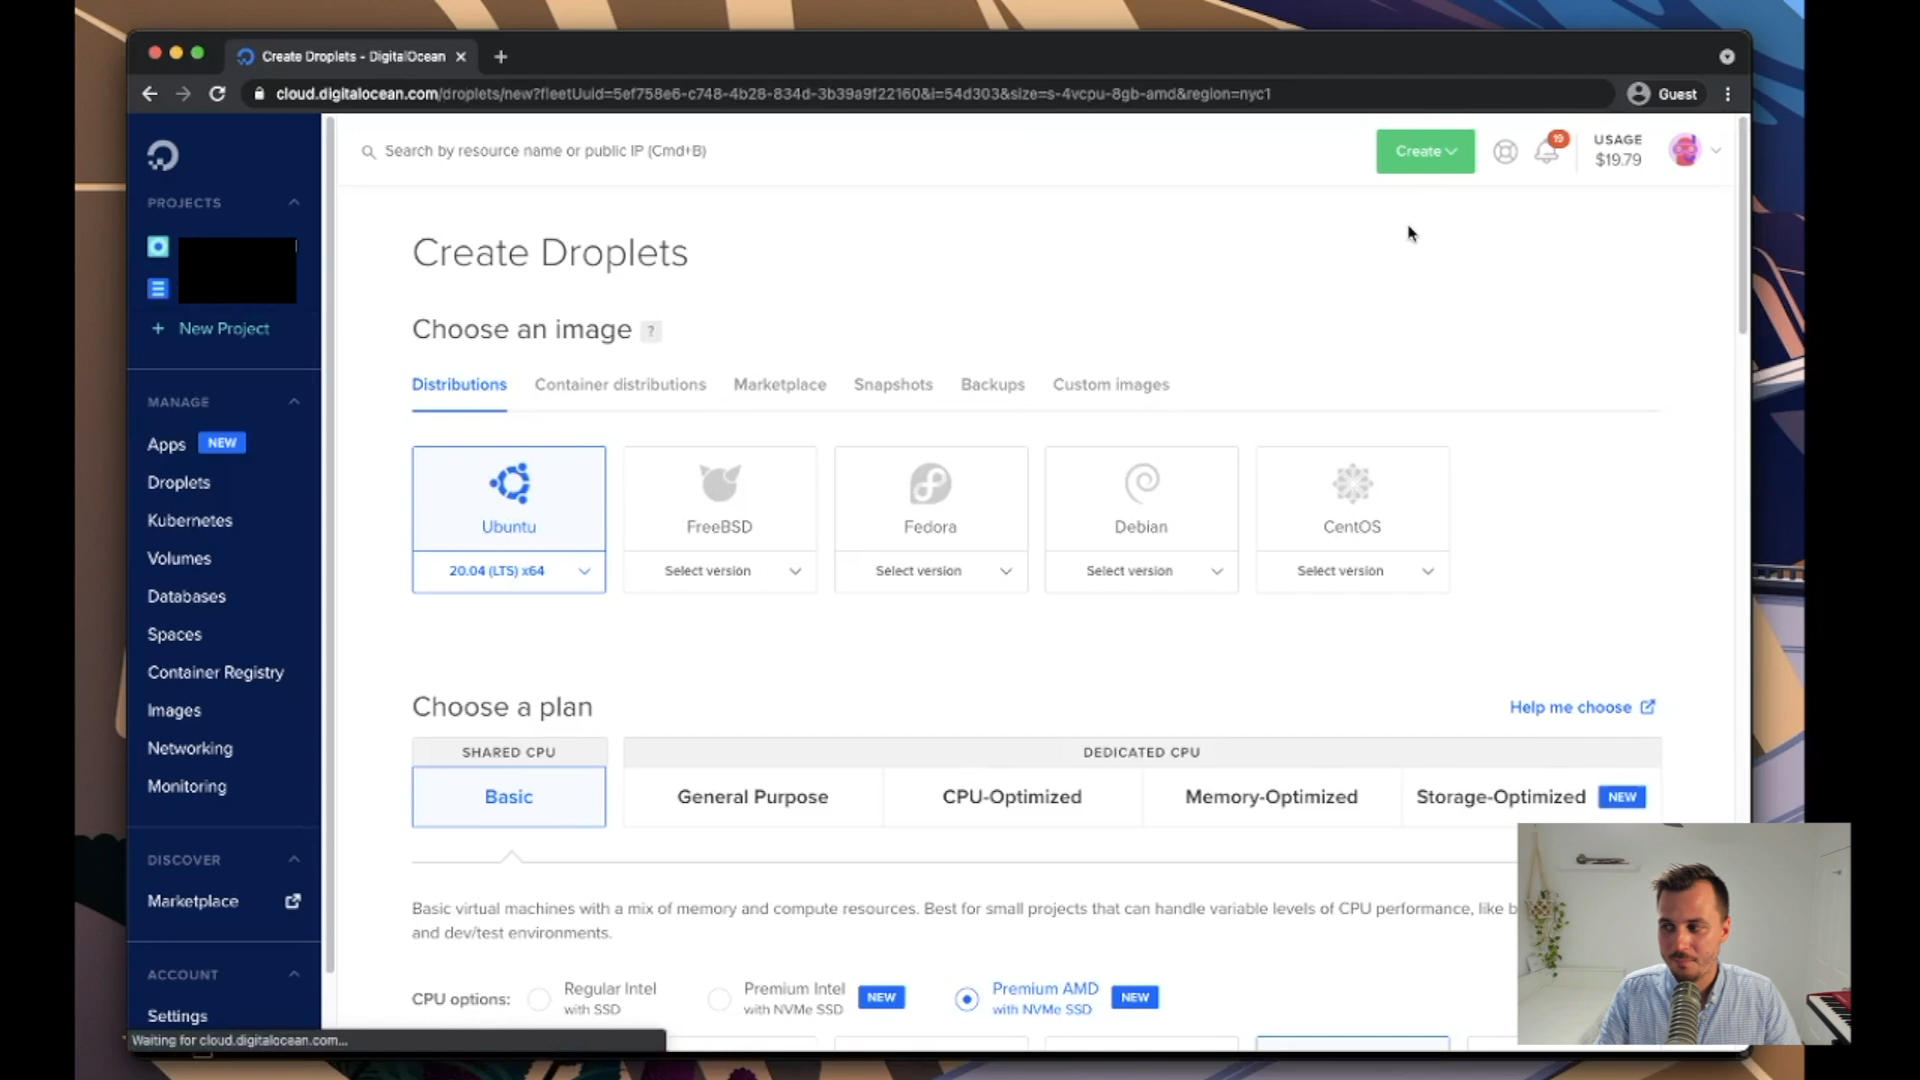 Create Droplets - DigitalOcean
cloud.digitalocean.com/droplets/new?fleetUuid=5ef758e6-c748-4b28-834d-3b39a9f22160&i=54d303&size=s-4vcpu-8gb-amd&region=nyc1
Guest
Search by resource name or public IP (Cmd+B)
Create
19
USAGE
$19.79
PROJECTS
+ New Project
MANAGE
Apps NEW
Droplets
Kubernetes
Volumes
Databases
Spaces
Container Registry
Images
Networking
Monitoring
DISCOVER
Marketplace
ACCOUNT
Settings
Waiting for cloud.digitalocean.com...
Create Droplets
Choose an image ?
Distributions Container distributions Marketplace Snapshots Backups Custom images
Ubuntu FreeBSD Fedora Debian CentOS
20.04 (LTS) x64 Select version Select version Select version Select version
Choose a plan
Help me choose
SHARED CPU DEDICATED CPU
Basic General Purpose CPU-Optimized Memory-Optimized Storage-Optimized NEW
Basic virtual machines with a mix of memory and compute resources. Best for small projects that can handle variable levels of CPU performance, like
and dev/test environments.
CPU options: Regular Intel Premium Intel NEW Premium AMD NEW
with SSD with NVMe SSD with NVMe SSD